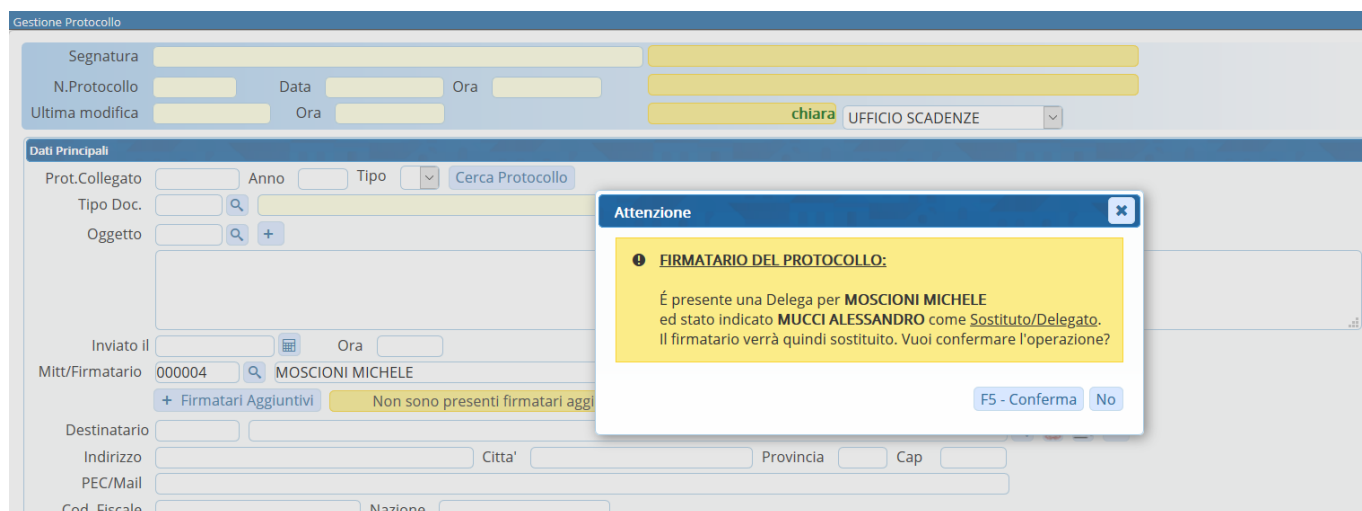 Gestione Protocollo
Segnatura
N.Protocollo Data Ora
Ultima modifica Ora chiara UFFICIO SCADENZE
Dati Principali
Prot.Collegato Anno Tipo Cerca Protocollo
Tipo Doc.
Oggetto +
Attenzione
FIRMATARIO DEL PROTOCOLLO:
É presente una Delega per MOSCIONI MICHELE
ed stato indicato MUCCI ALESSANDRO come Sostituto/Delegato.
Il firmatario verrà quindi sostituito. Vuoi confermare l'operazione?
F5 - Conferma No
Inviato il Ora
Mitt/Firmatario 000004 MOSCIONI MICHELE
+ Firmatari Aggiuntivi Non sono presenti firmatari aggi
Destinatario
Indirizzo Citta' Provincia Cap
PEC/Mail
Cod. Fiscale Nazione